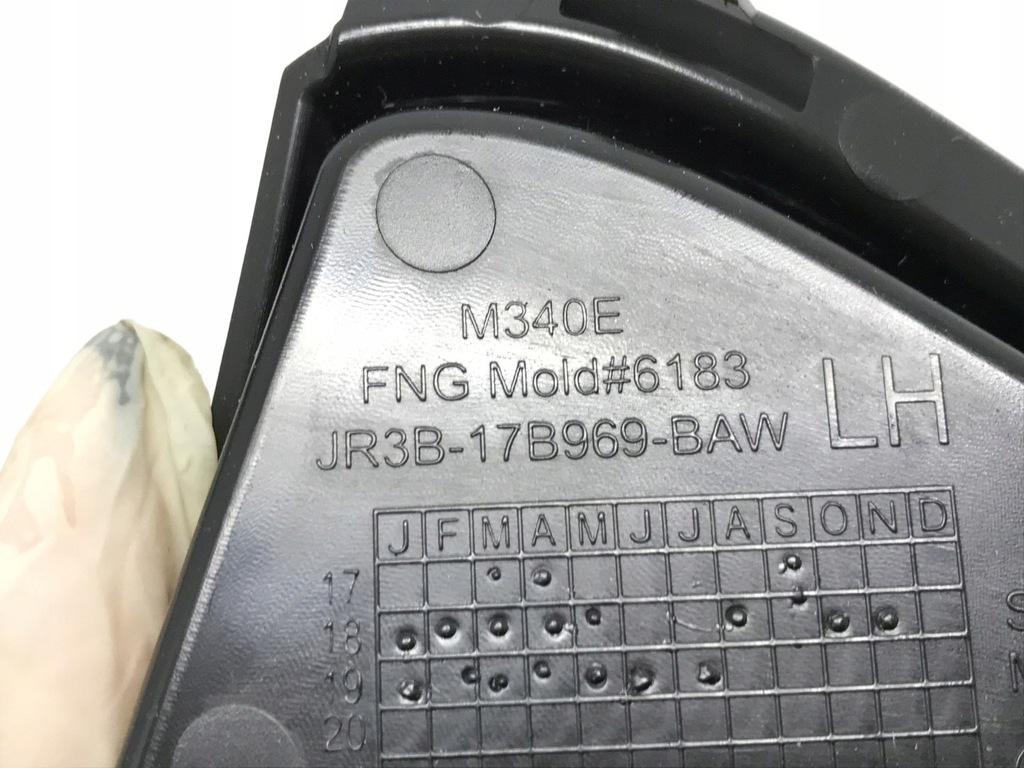 M340E
FNG Mold#6183
JR3B-17B969-BAW
LH
J F M A M J J A S O N D
17
18
19
20